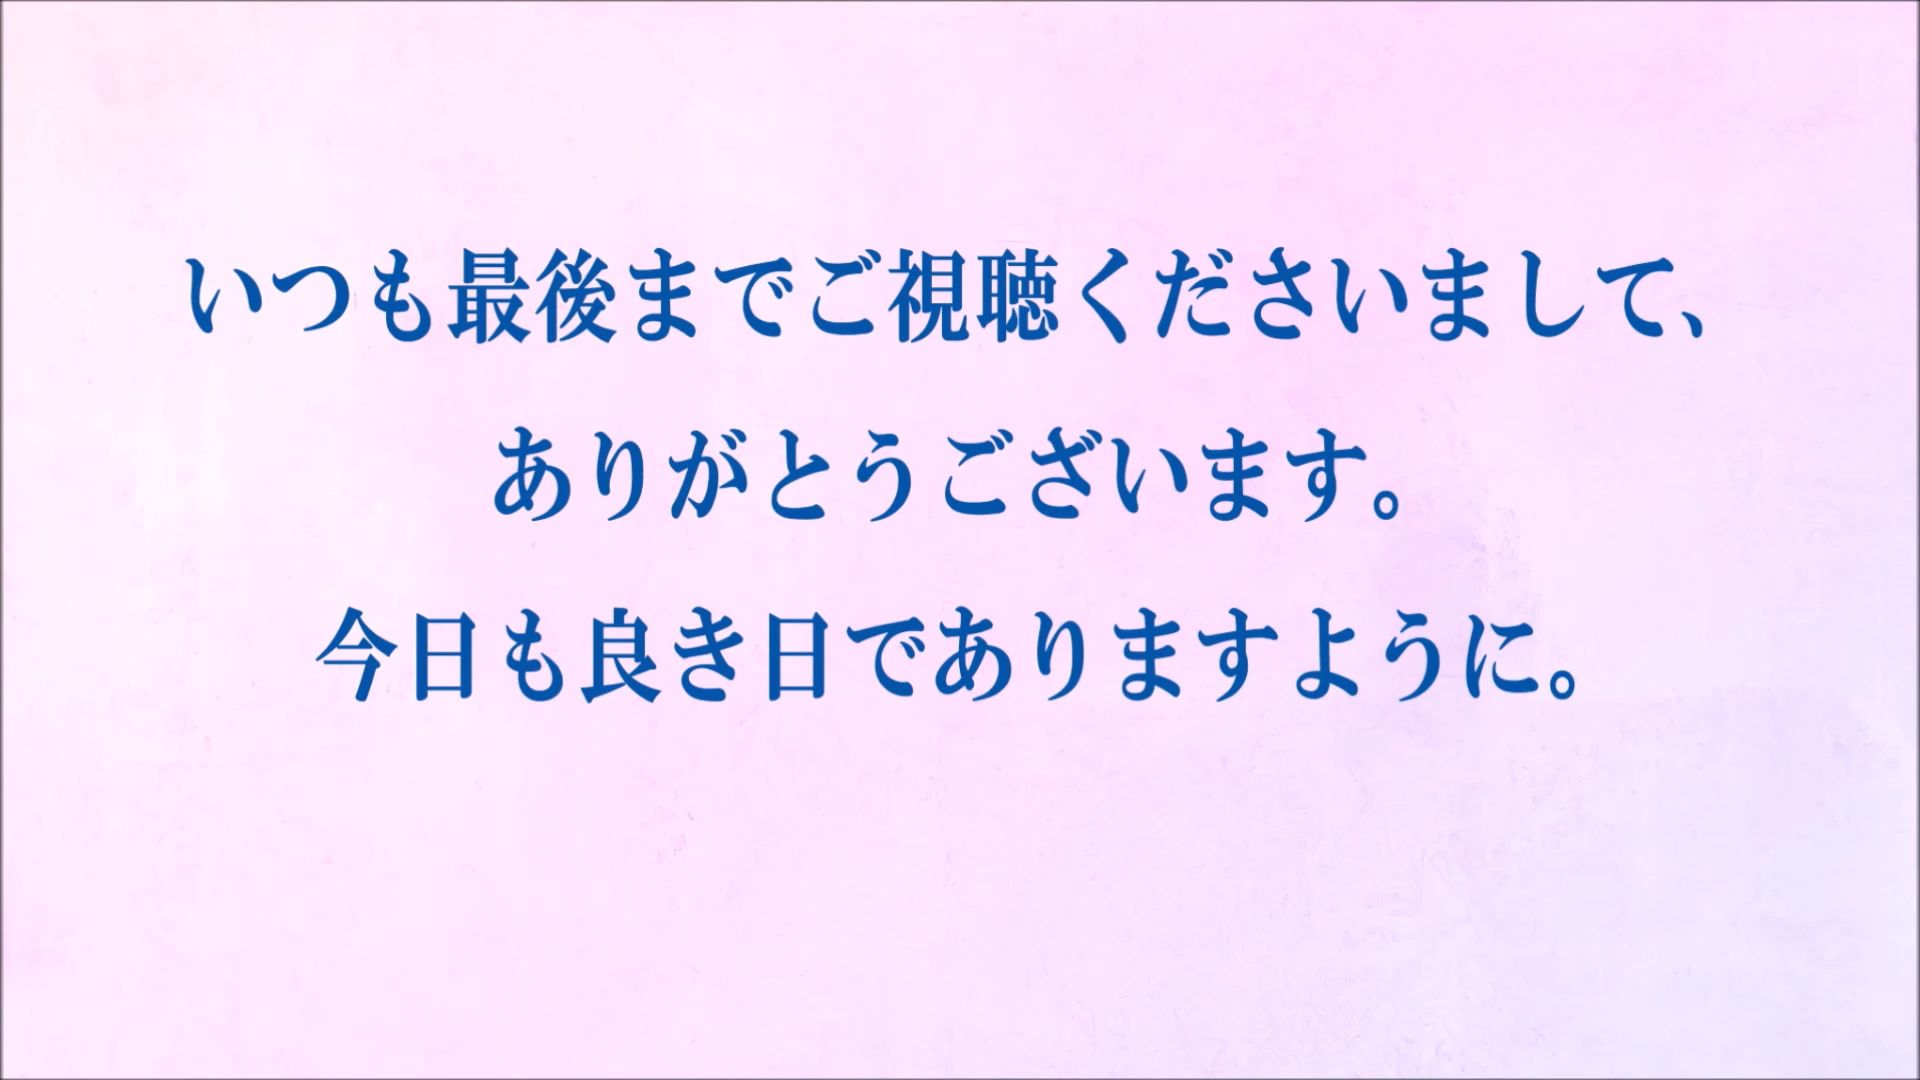 いつも最後までご視聴くださいまして、
ありがとうございます。
今日も良き日でありますように。